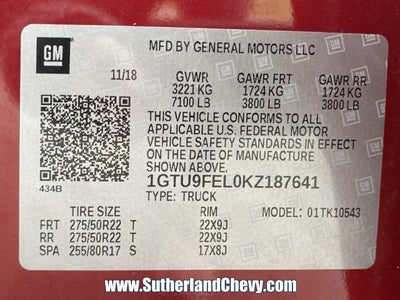 GM
MFD BY GENERAL MOTORS LLC
11/18 GVWR GAWR FRT GAWR RR
3221 KG 1724 KG 1724 KG
7100 LB 3800 LB 3800 LB
THIS VEHICLE CONFORMS TO ALL
APPLICABLE U.S. FEDERAL MOTOR
VEHICLE SAFETY STANDARDS IN EFFECT
ON THE DATE OF MANUFACTURE
SHOWN ABOVE.
434B
1GTU9FEL0KZ187641
TYPE: TRUCK
TIRE SIZE RIM MODEL: 01TK10543
FRT 275/50R22 T 22X9J
RR 275/50R22 T 22X9J
SPA 255/80R17 S 17X8J
www.SutherlandChevy.com